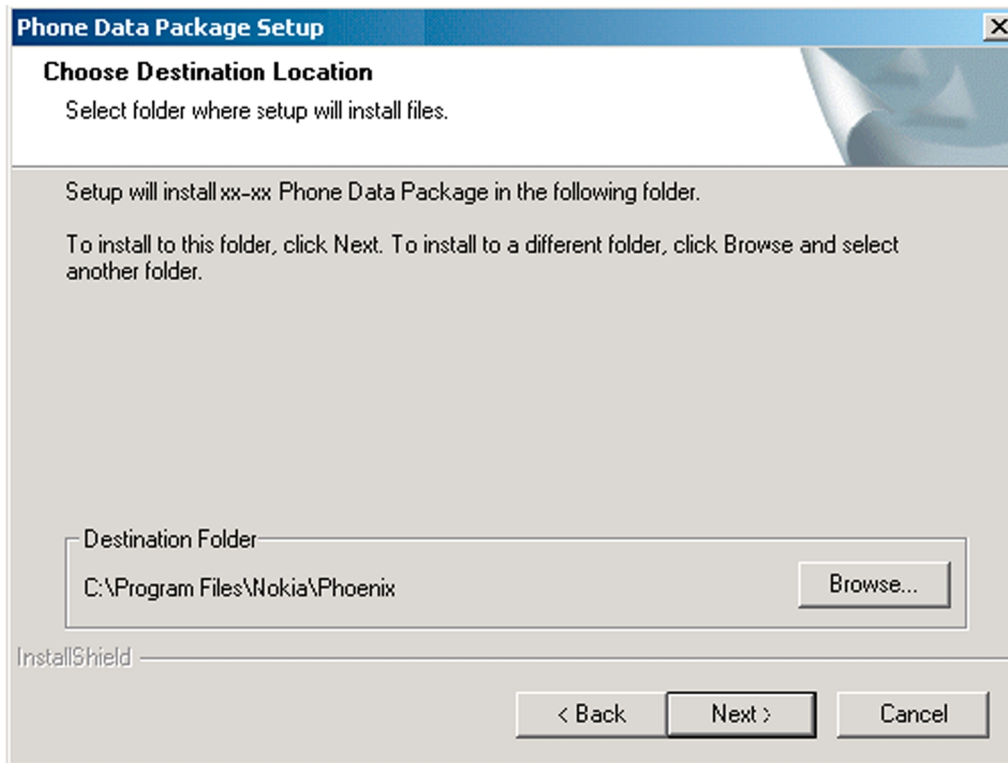 Phone Data Package Setup
Choose Destination Location
Select folder where setup will install files.
Setup will install xx-xx Phone Data Package in the following folder.
To install to this folder, click Next. To install to a different folder, click Browse and select
another folder.
Destination Folder
C:\Program Files\Nokia\Phoenix
Browse...
InstallShield
< Back
Next >
Cancel